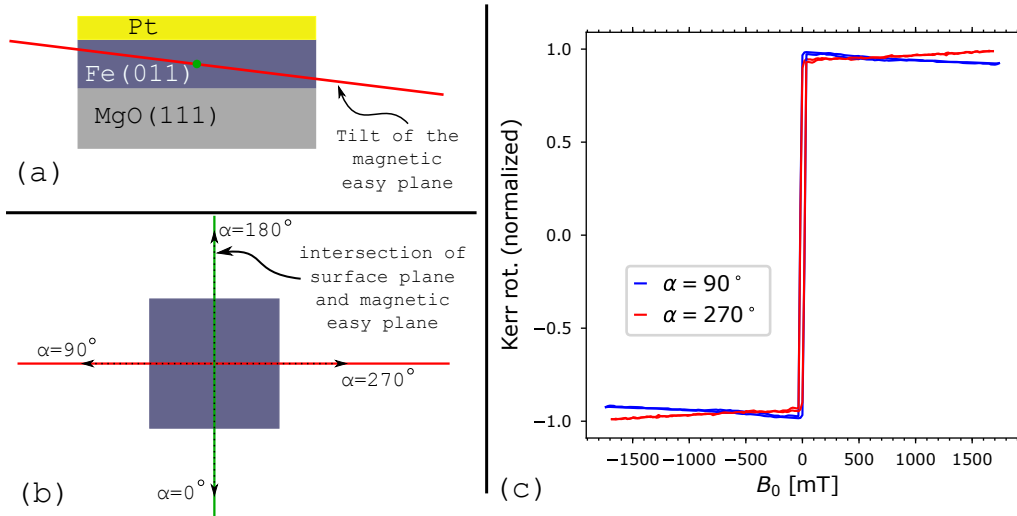 Pt
Fe(011)
MgO(111)
Tilt of the
magnetic
easy plane
(a)
α=180°
intersection of
surface plane
and magnetic
easy plane
α=90°
α=270°
α=0°
(b)
1.0
0.5
0.0
−0.5
−1.0
Kerr rot. (normalized)
α = 90°
α = 270°
−1500 −1000 −500 0 500 1000 1500
B₀ [mT]
(c)